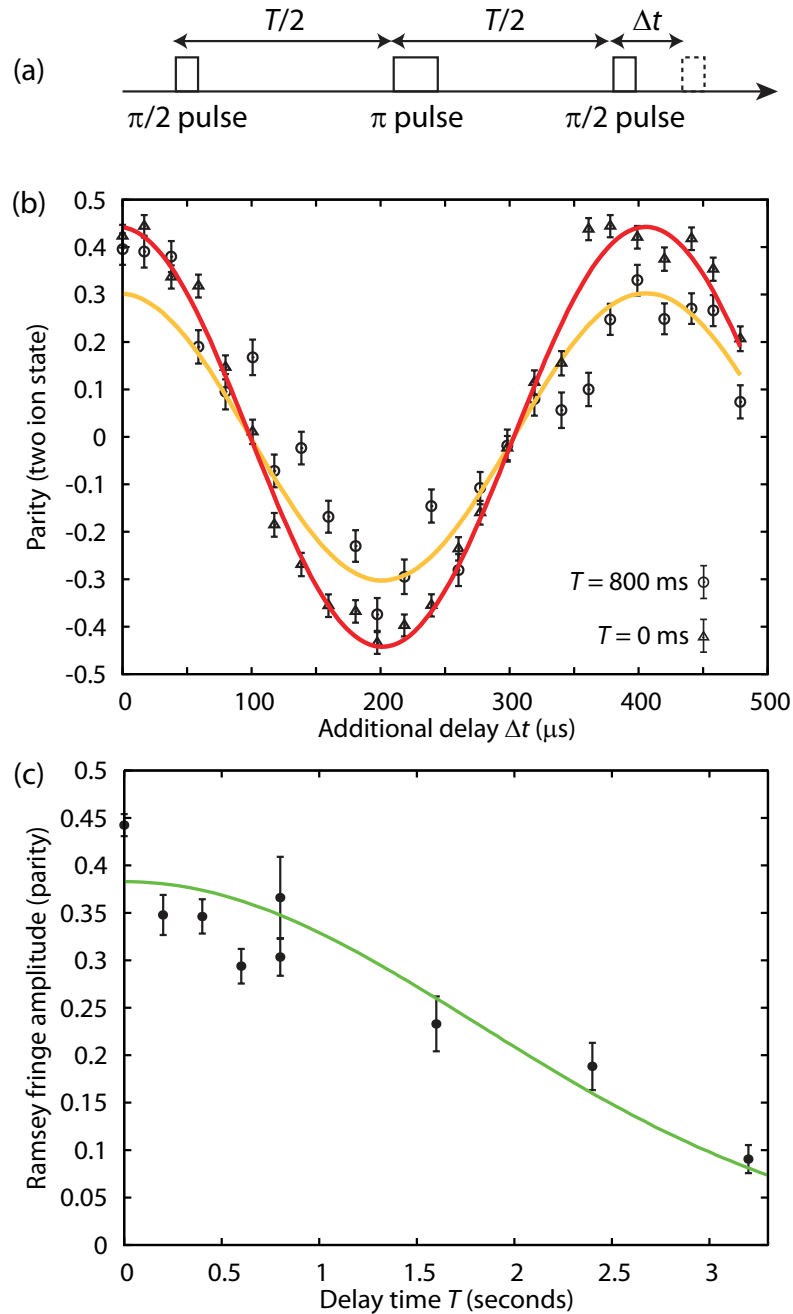 T/2 T/2 Δt
(a)
π/2 pulse π pulse π/2 pulse
(b)
0.5
0.4
0.3
0.2
0.1
0
-0.1
-0.2
-0.3
-0.4
-0.5
Parity (two ion state)
T = 800 ms
T = 0 ms
0 100 200 300 400 500
Additional delay Δt (μs)
(c)
0.5
0.45
0.4
0.35
0.3
0.25
0.2
0.15
0.1
0.05
0
Ramsey fringe amplitude (parity)
0 0.5 1 1.5 2 2.5 3
Delay time T (seconds)